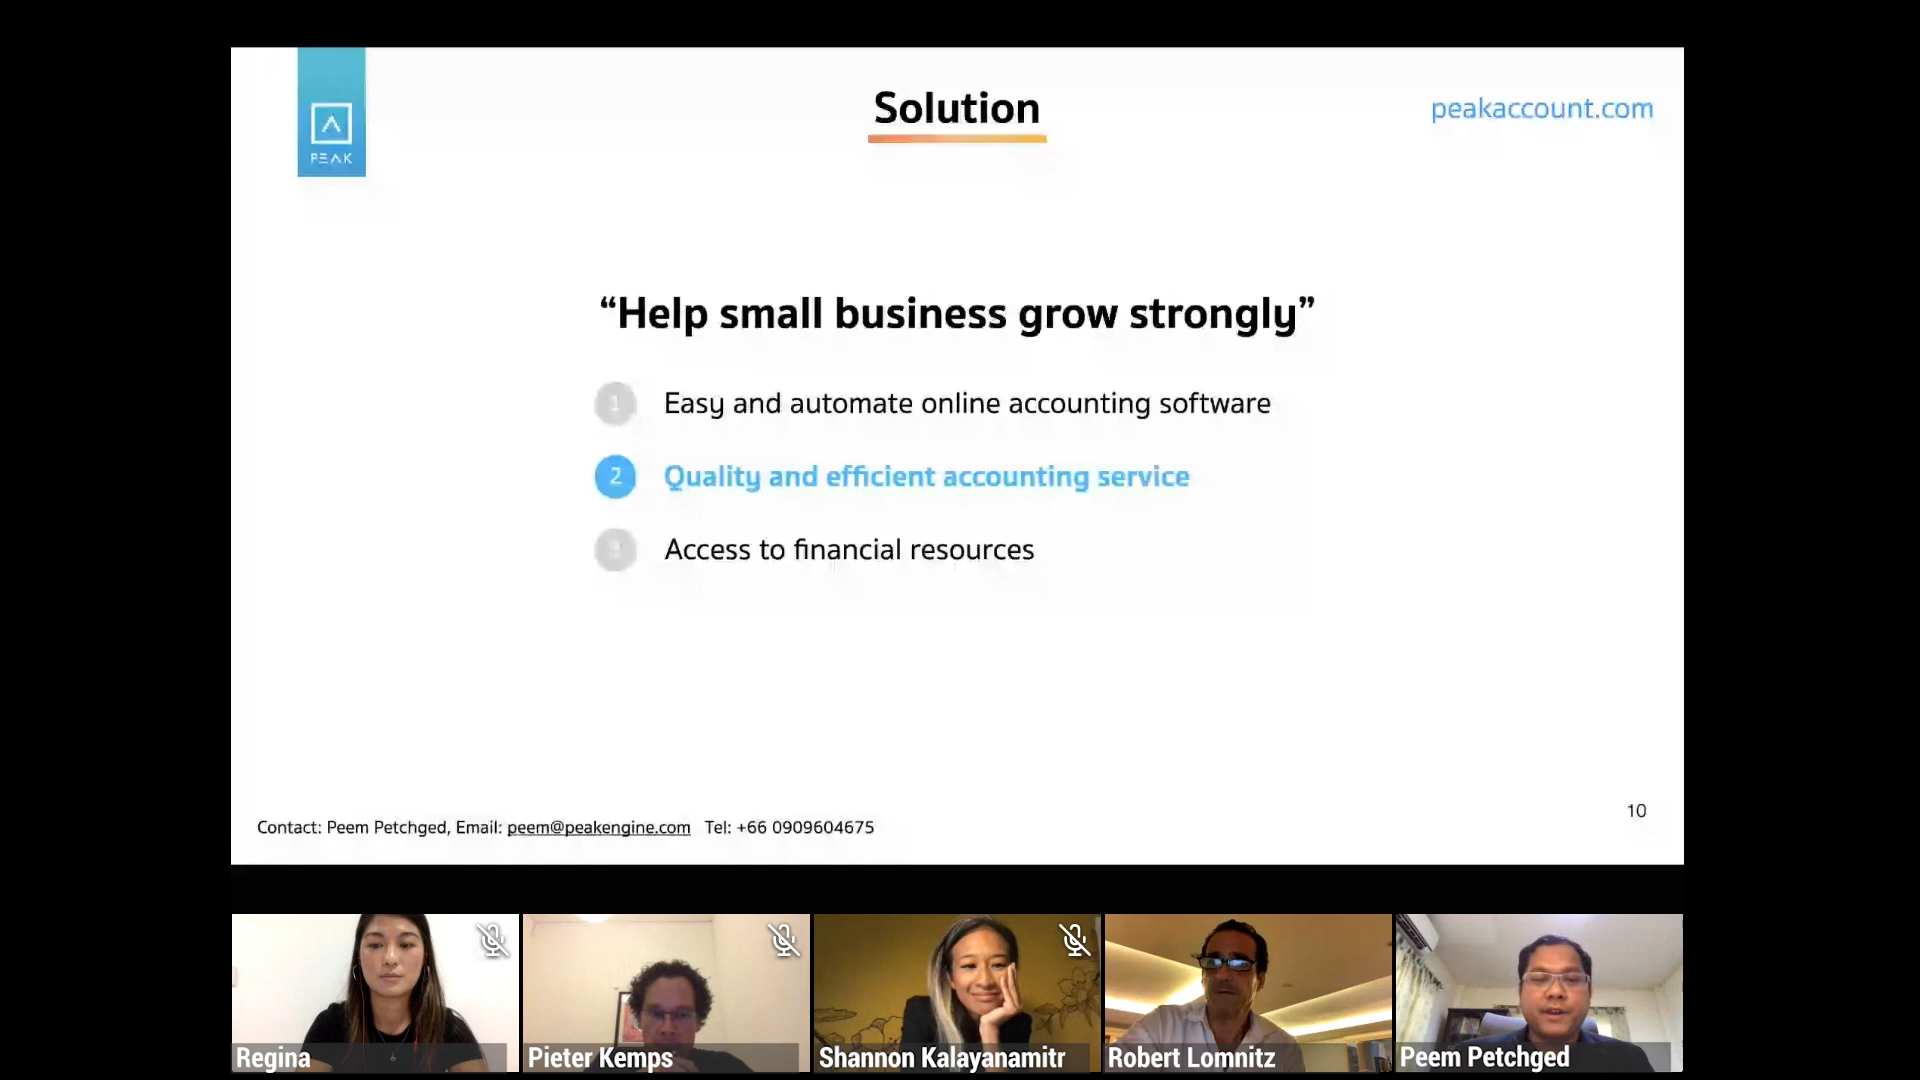 PEAK
Solution
peakaccount.com
“Help small business grow strongly”
1 Easy and automate online accounting software
2 Quality and efficient accounting service
3 Access to financial resources
10
Contact: Peem Petchged, Email: peem@peakengine.com Tel: +66 0909604675
Regina
Pieter Kemps
Shannon Kalayanamitr
Robert Lomnitz
Peem Petchged